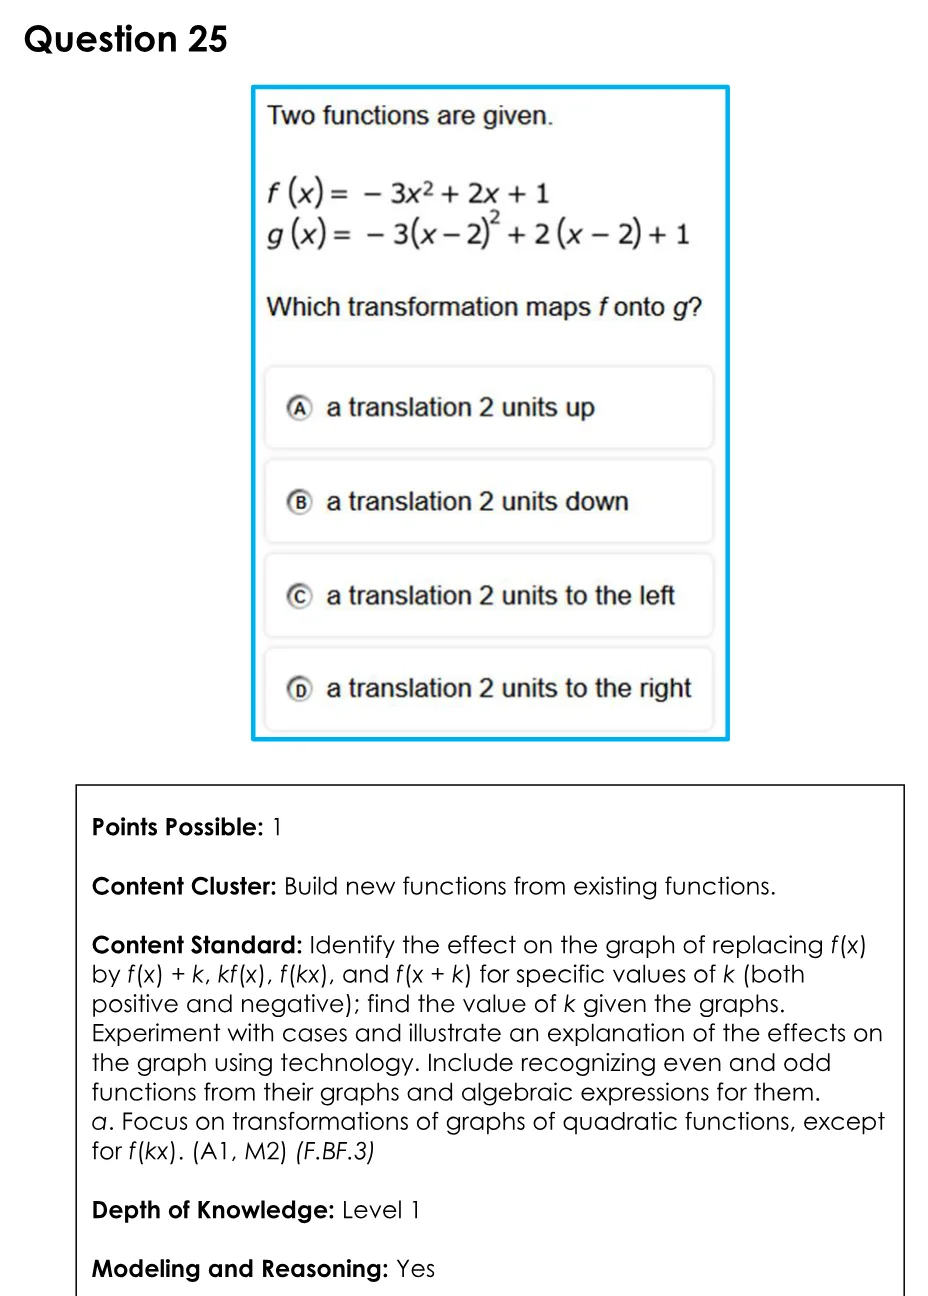 Question 25
Two functions are given.
f (x) = − 3x² + 2x + 1
g (x) = − 3(x − 2)² + 2 (x − 2) + 1
Which transformation maps f onto g?
A a translation 2 units up
B a translation 2 units down
C a translation 2 units to the left
D a translation 2 units to the right
Points Possible: 1
Content Cluster: Build new functions from existing functions.
Content Standard: Identify the effect on the graph of replacing f(x)
by f(x) + k, kf(x), f(kx), and f(x + k) for specific values of k (both
positive and negative); find the value of k given the graphs.
Experiment with cases and illustrate an explanation of the effects on
the graph using technology. Include recognizing even and odd
functions from their graphs and algebraic expressions for them.
a. Focus on transformations of graphs of quadratic functions, except
for f(kx). (A1, M2) (F.BF.3)
Depth of Knowledge: Level 1
Modeling and Reasoning: Yes